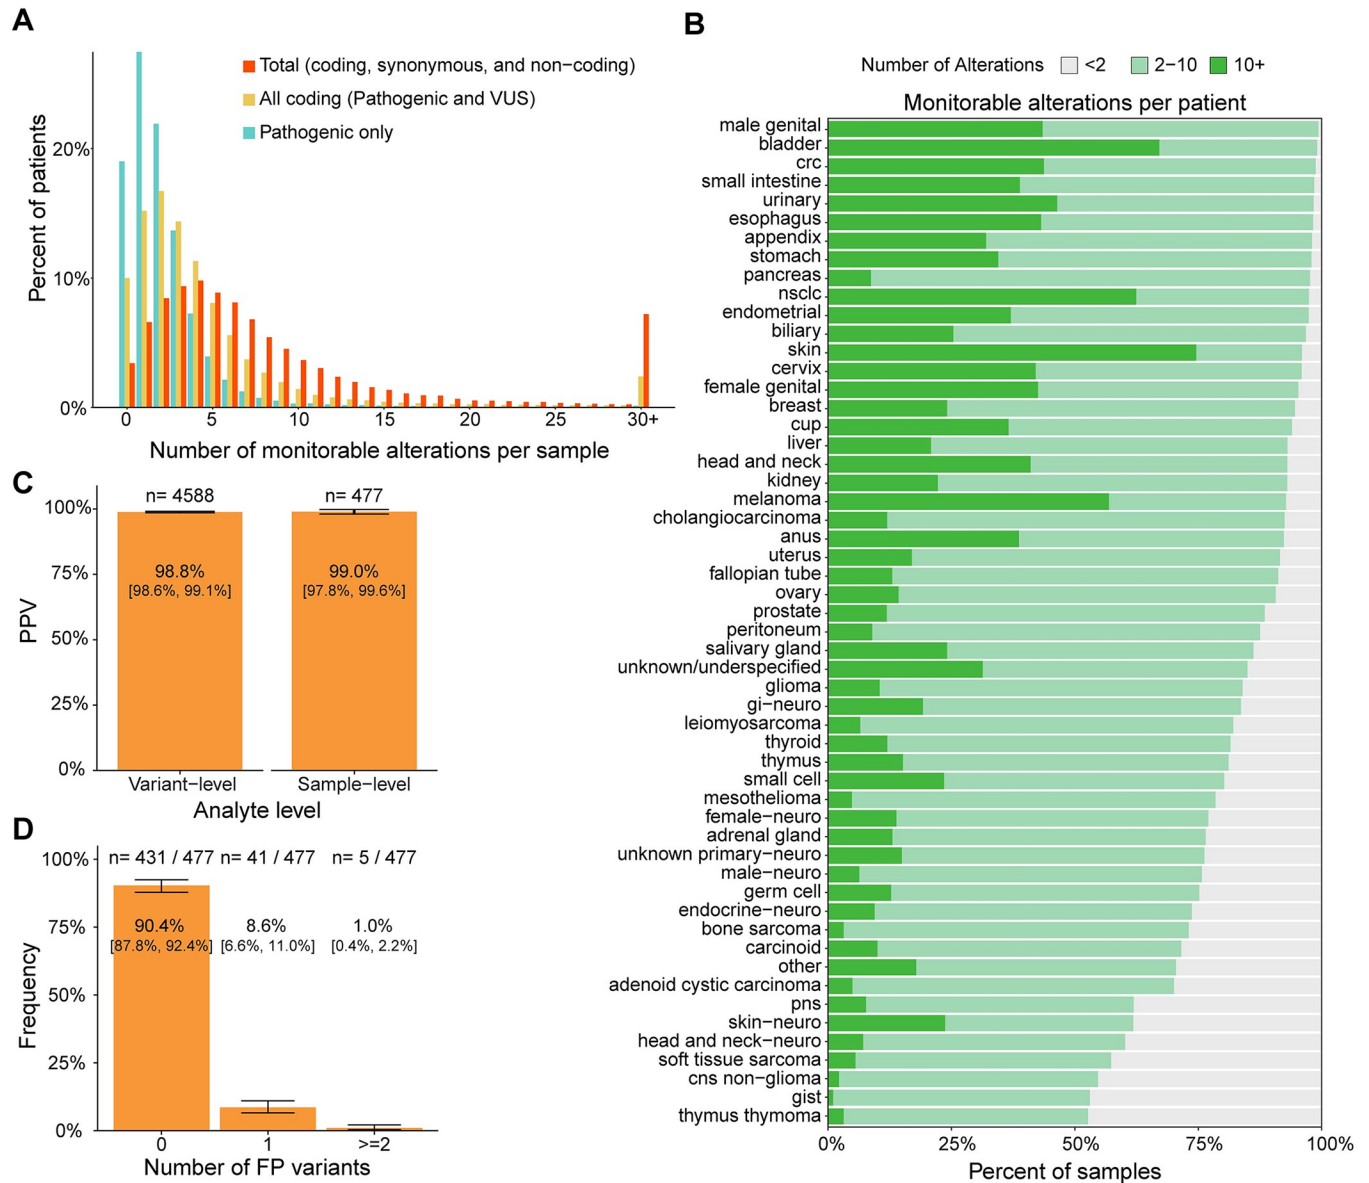 A
Total (coding, synonymous, and non−coding)
All coding (Pathogenic and VUS)
Pathogenic only
Percent of patients
20%
10%
0%
0
5
10
15
20
25
30+
Number of monitorable alterations per sample
B
Number of Alterations
<2
2−10
10+
Monitorable alterations per patient
male genital
bladder
crc
small intestine
urinary
esophagus
appendix
stomach
pancreas
nsclc
endometrial
biliary
skin
cervix
female genital
breast
cup
liver
head and neck
kidney
melanoma
cholangiocarcinoma
anus
uterus
fallopian tube
ovary
prostate
peritoneum
salivary gland
unknown/underspecified
glioma
gi−neuro
leiomyosarcoma
thyroid
thymus
small cell
mesothelioma
female−neuro
adrenal gland
unknown primary−neuro
male−neuro
germ cell
endocrine−neuro
bone sarcoma
carcinoid
other
adenoid cystic carcinoma
pns
skin−neuro
head and neck−neuro
soft tissue sarcoma
cns non−glioma
gist
thymus thymoma
0%
25%
50%
75%
100%
Percent of samples
C
n= 4588
n= 477
100%
75%
50%
25%
0%
PPV
98.8%
[98.6%, 99.1%]
99.0%
[97.8%, 99.6%]
Variant−level
Sample−level
Analyte level
D
n= 431 / 477
n= 41 / 477
n= 5 / 477
100%
75%
50%
25%
0%
Frequency
90.4%
[87.8%, 92.4%]
8.6%
[6.6%, 11.0%]
1.0%
[0.4%, 2.2%]
0
1
>=2
Number of FP variants